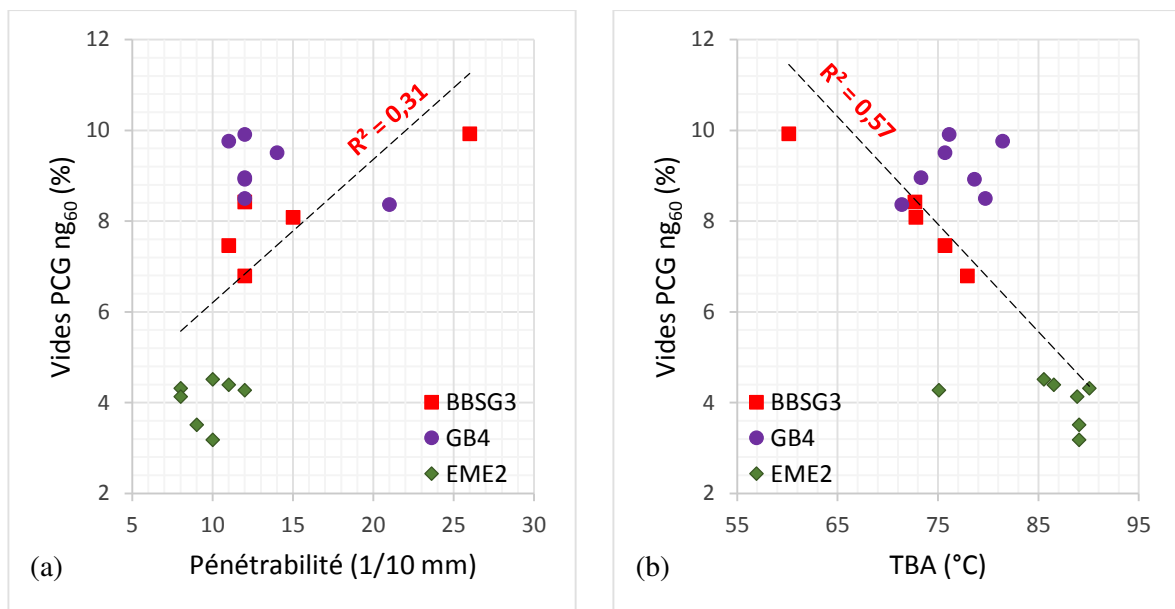 12
10
8
6
4
2
Vides PCG ng₆₀ (%)
R² = 0,31
BBSG3
GB4
EME2
5 10 15 20 25 30
(a) Pénétrabilité (1/10 mm)
12
10
8
6
4
2
Vides PCG ng₆₀ (%)
R² = 0,57
BBSG3
GB4
EME2
55 65 75 85 95
(b) TBA (°C)